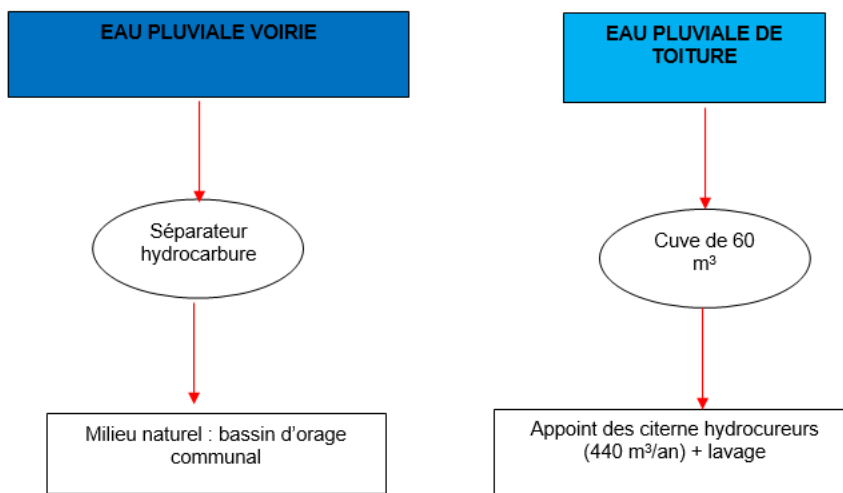 EAU PLUVIALE VOIRIE
Séparateur
hydrocarbure
Milieu naturel : bassin d'orage
communal
EAU PLUVIALE DE
TOITURE
Cuve de 60
m³
Appoint des citerne hydrocureurs
(440 m³/an) + lavage